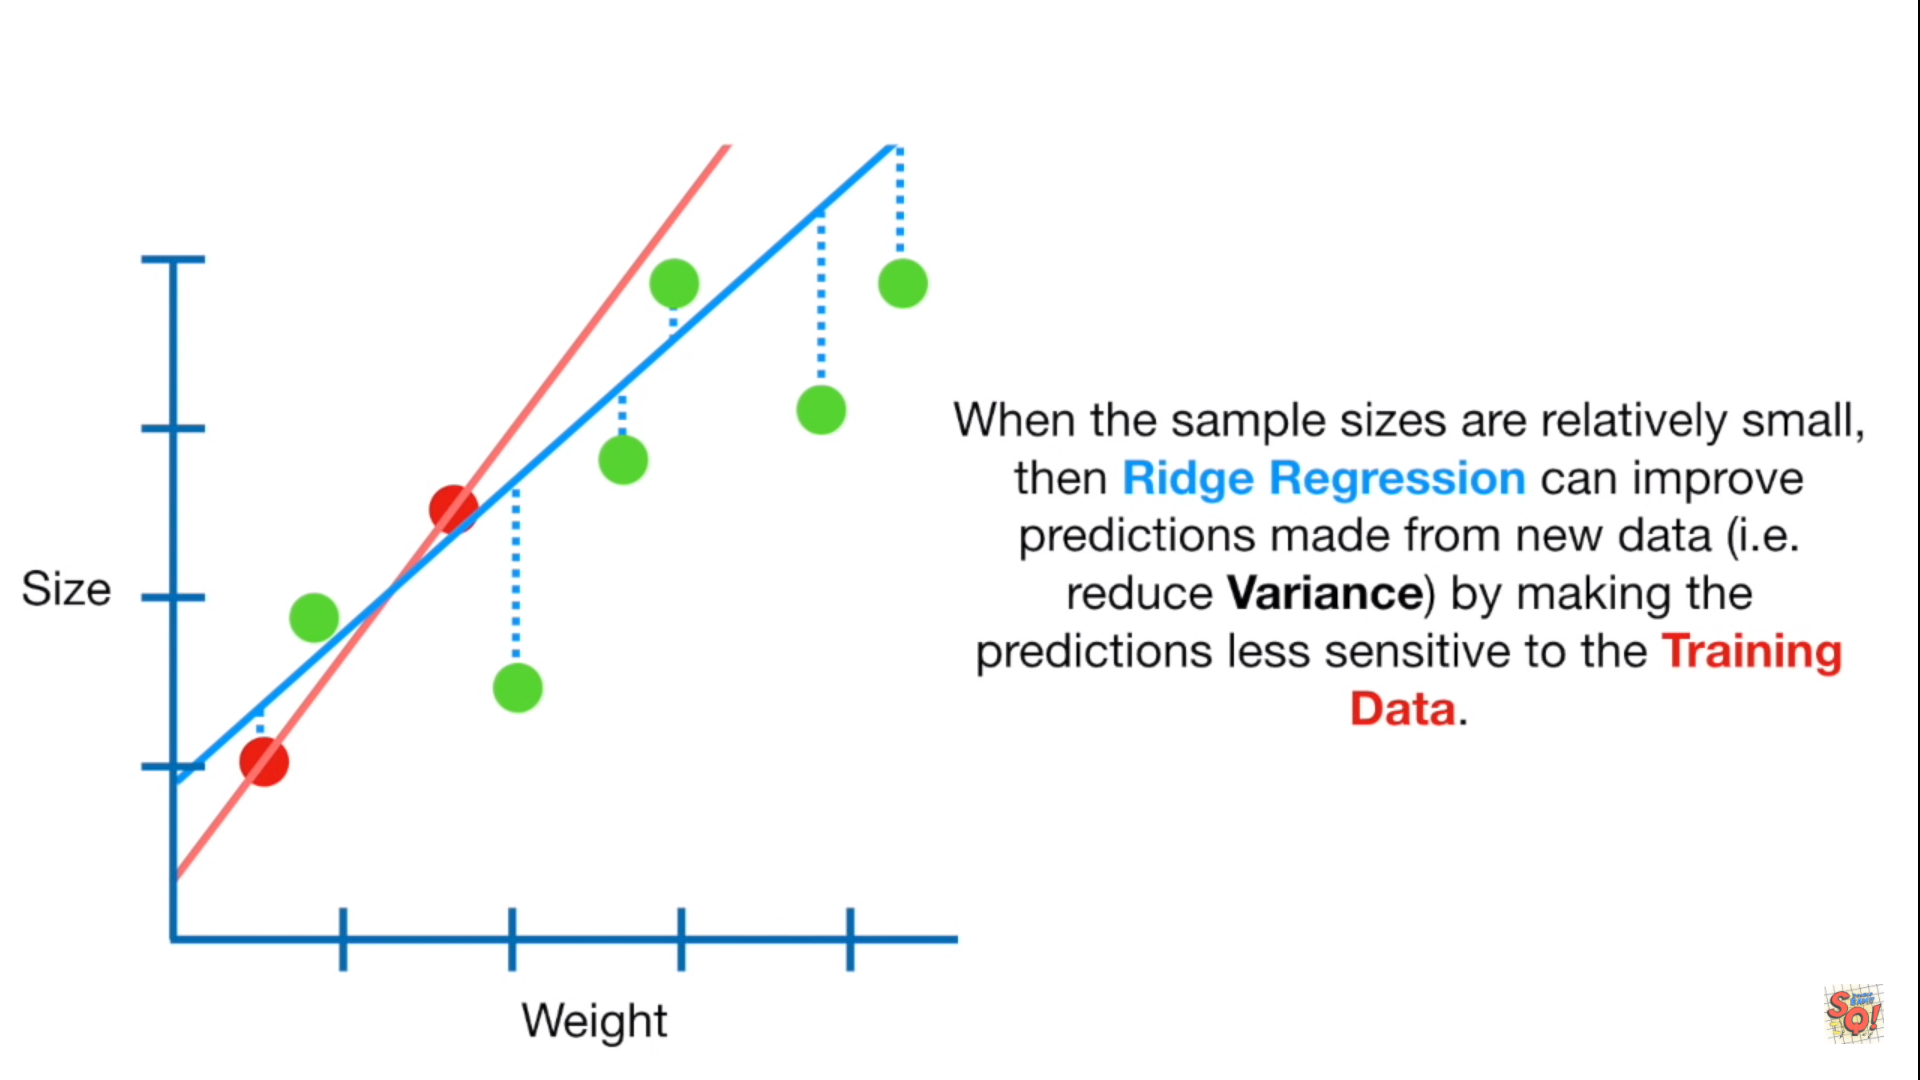 When the sample sizes are relatively small,
then Ridge Regression can improve
predictions made from new data (i.e.
reduce Variance) by making the
predictions less sensitive to the Training
Data.
Size
Weight
SQ!